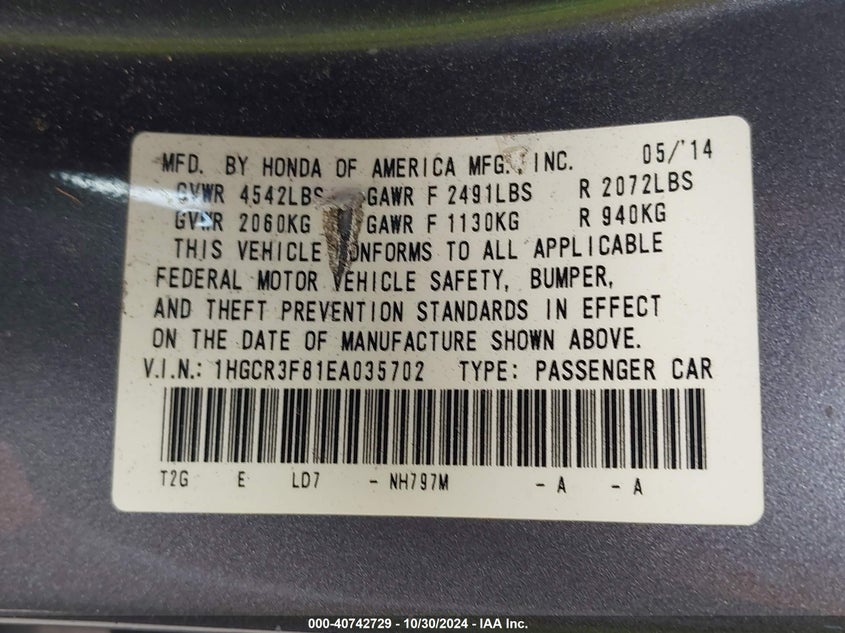 MFD. BY HONDA OF AMERICA MFG., INC. 05/'14
GVWR 4542LBS GAWR F 2491LBS R 2072LBS
GVWR 2060KG GAWR F 1130KG R 940KG
THIS VEHICLE CONFORMS TO ALL APPLICABLE
FEDERAL MOTOR VEHICLE SAFETY, BUMPER,
AND THEFT PREVENTION STANDARDS IN EFFECT
ON THE DATE OF MANUFACTURE SHOWN ABOVE.
V.I.N.: 1HGCR3F81EA035702 TYPE: PASSENGER CAR
T2G E LD7 - NH797M - A - A
000-40742729 - 10/30/2024 - IAA Inc.